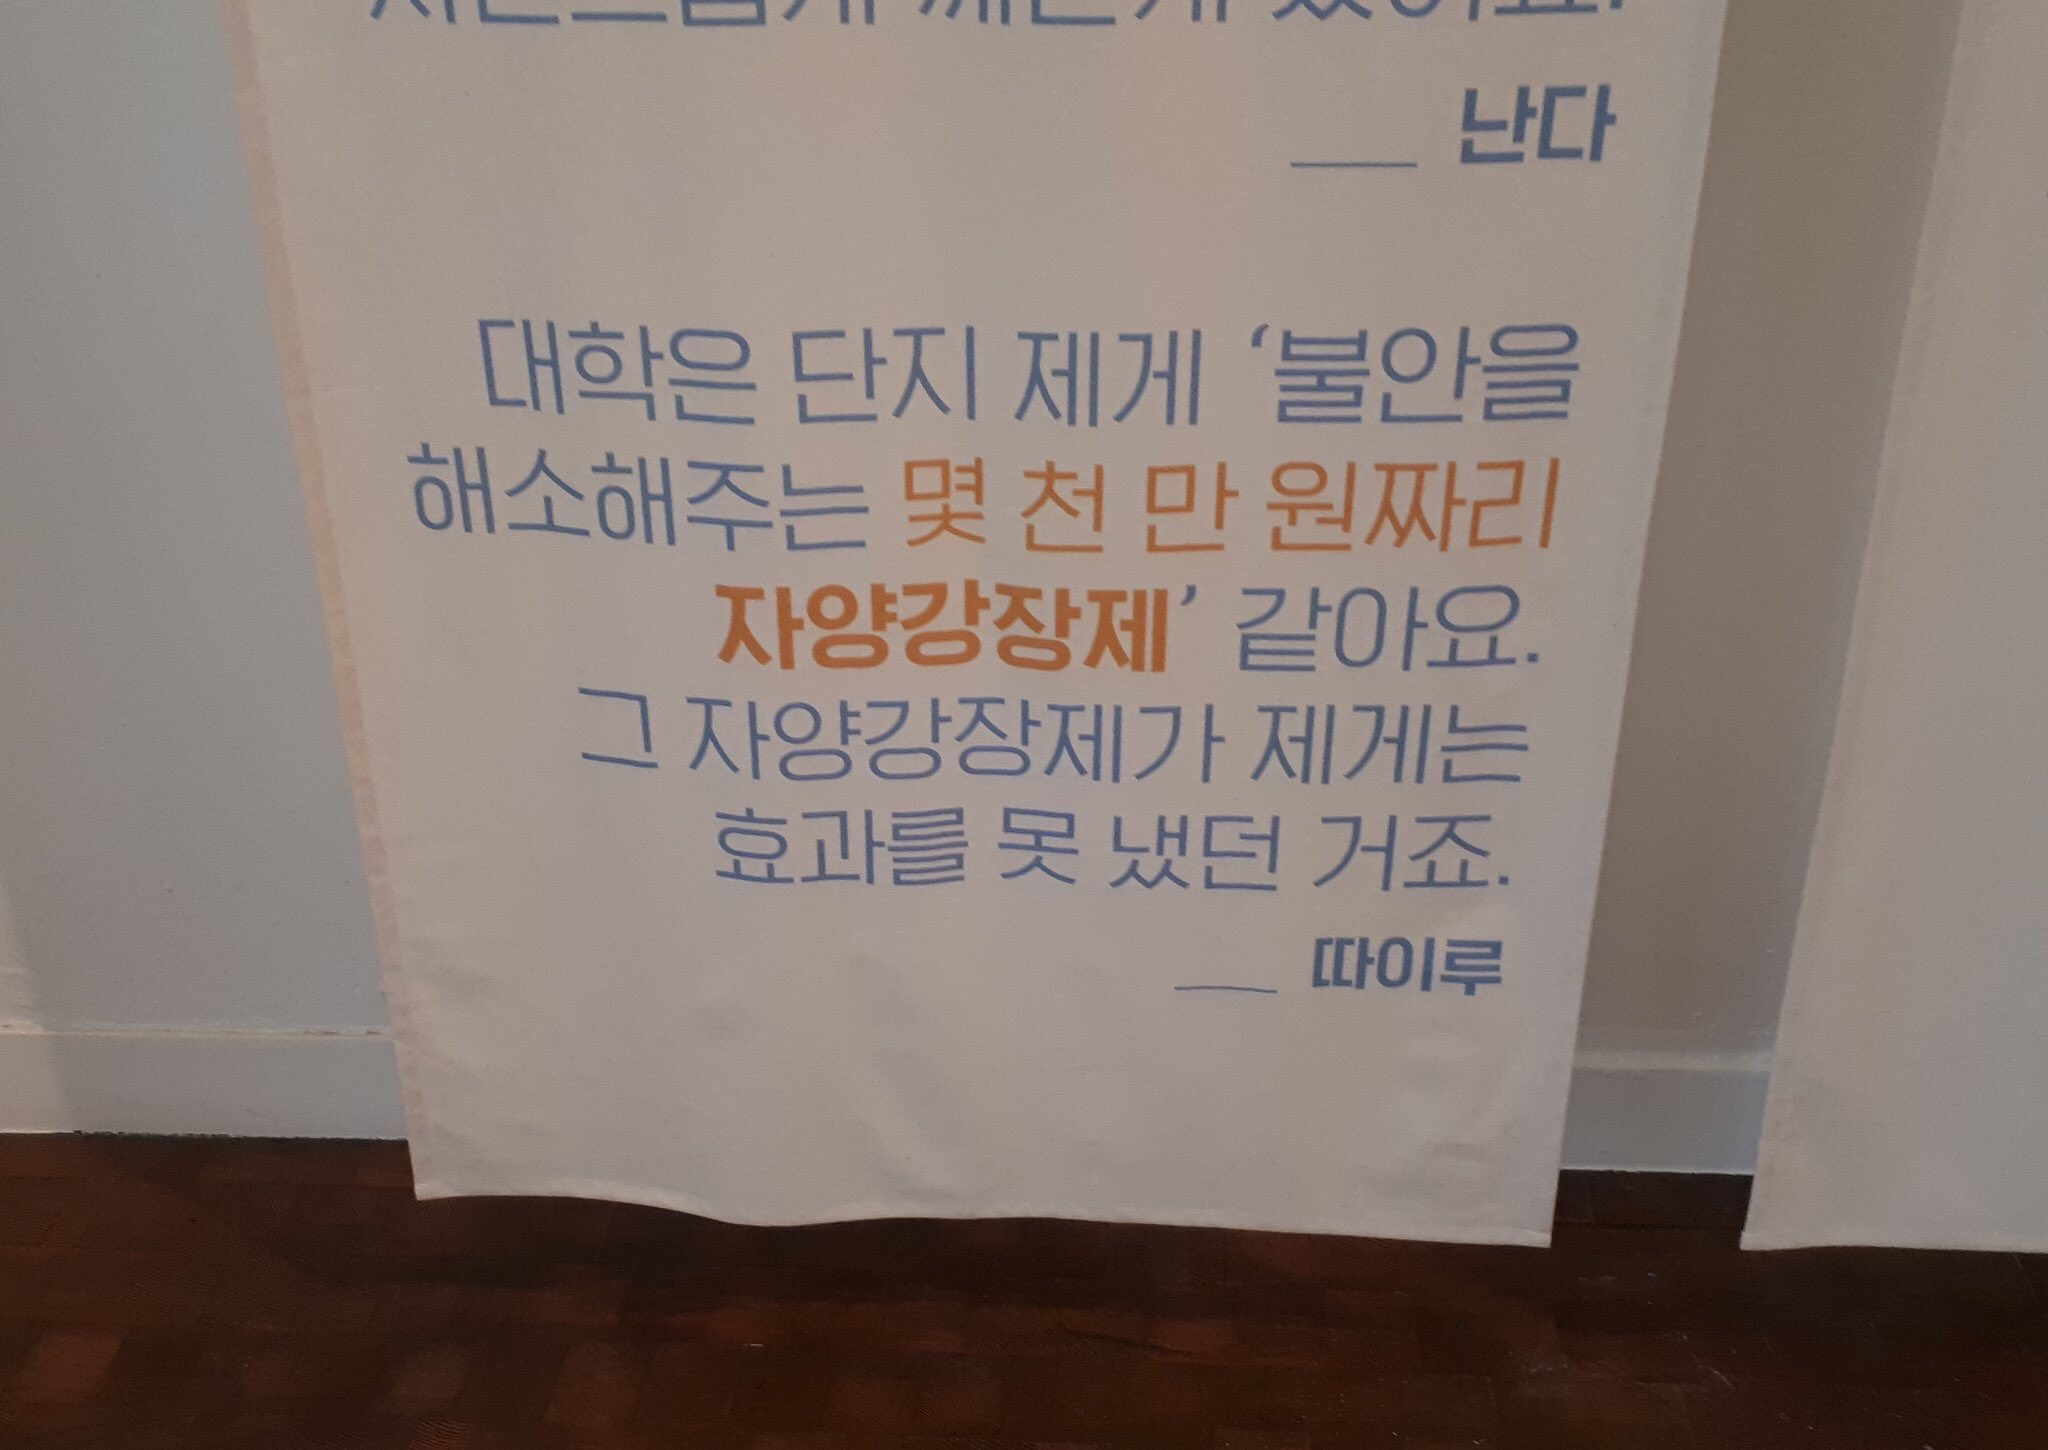 난다
대학은 단지 제게 ‘불안을
해소해주는 몇 천 만 원짜리
자양강장제’ 같아요.
그 자양강장제가 제게는
효과를 못 냈던 거죠.
따이루